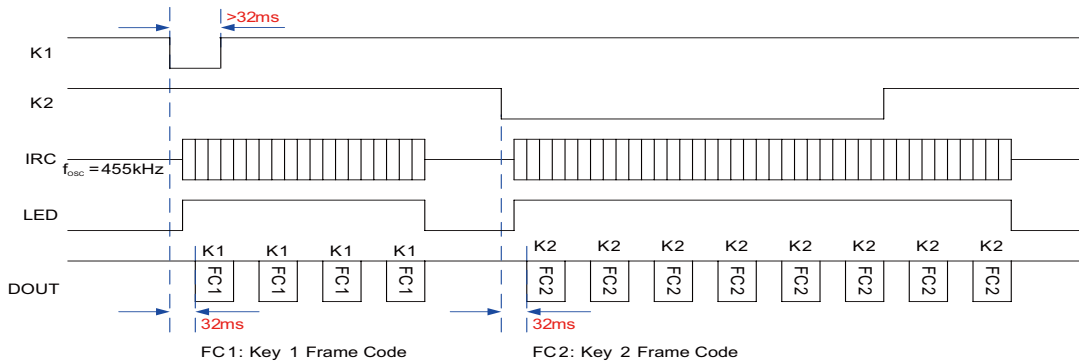 >32ms
K1
K2
IRC
fosc =455kHz
LED
K1 K1 K1 K1 K2 K2 K2 K2 K2 K2 K2 K2
DOUT
FC1 FC1 FC1 FC1 FC2 FC2 FC2 FC2 FC2 FC2 FC2 FC2
32ms 32ms
FC1: Key 1 Frame Code FC2: Key 2 Frame Code